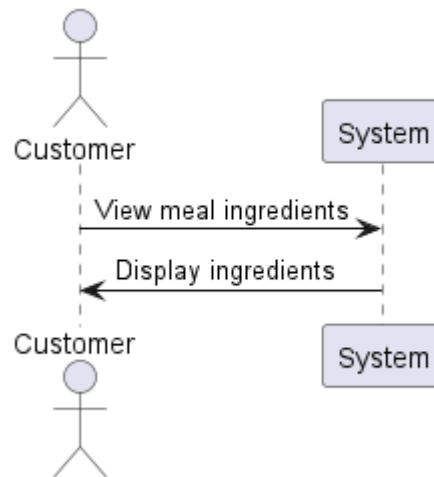 Customer
System
View meal ingredients
Display ingredients
Customer
System